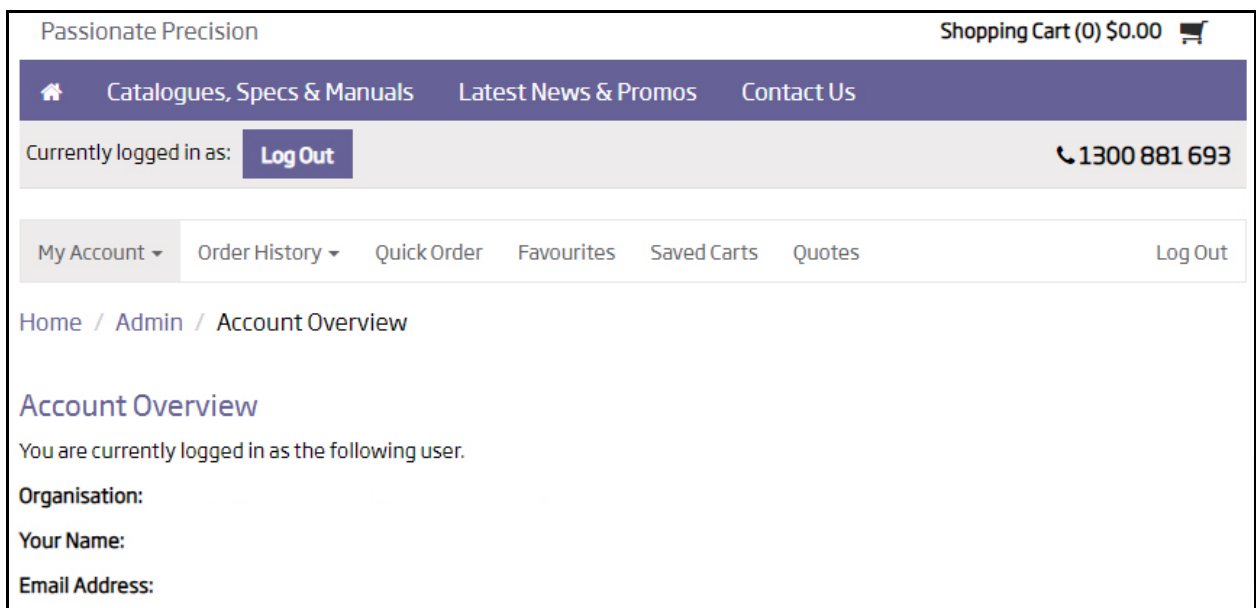 Passionate Precision Shopping Cart (0) $0.00
Catalogues, Specs & Manuals Latest News & Promos Contact Us
Currently logged in as: Log Out 1300 881 693
My Account Order History Quick Order Favourites Saved Carts Quotes Log Out
Home / Admin / Account Overview
Account Overview
You are currently logged in as the following user.
Organisation:
Your Name:
Email Address: